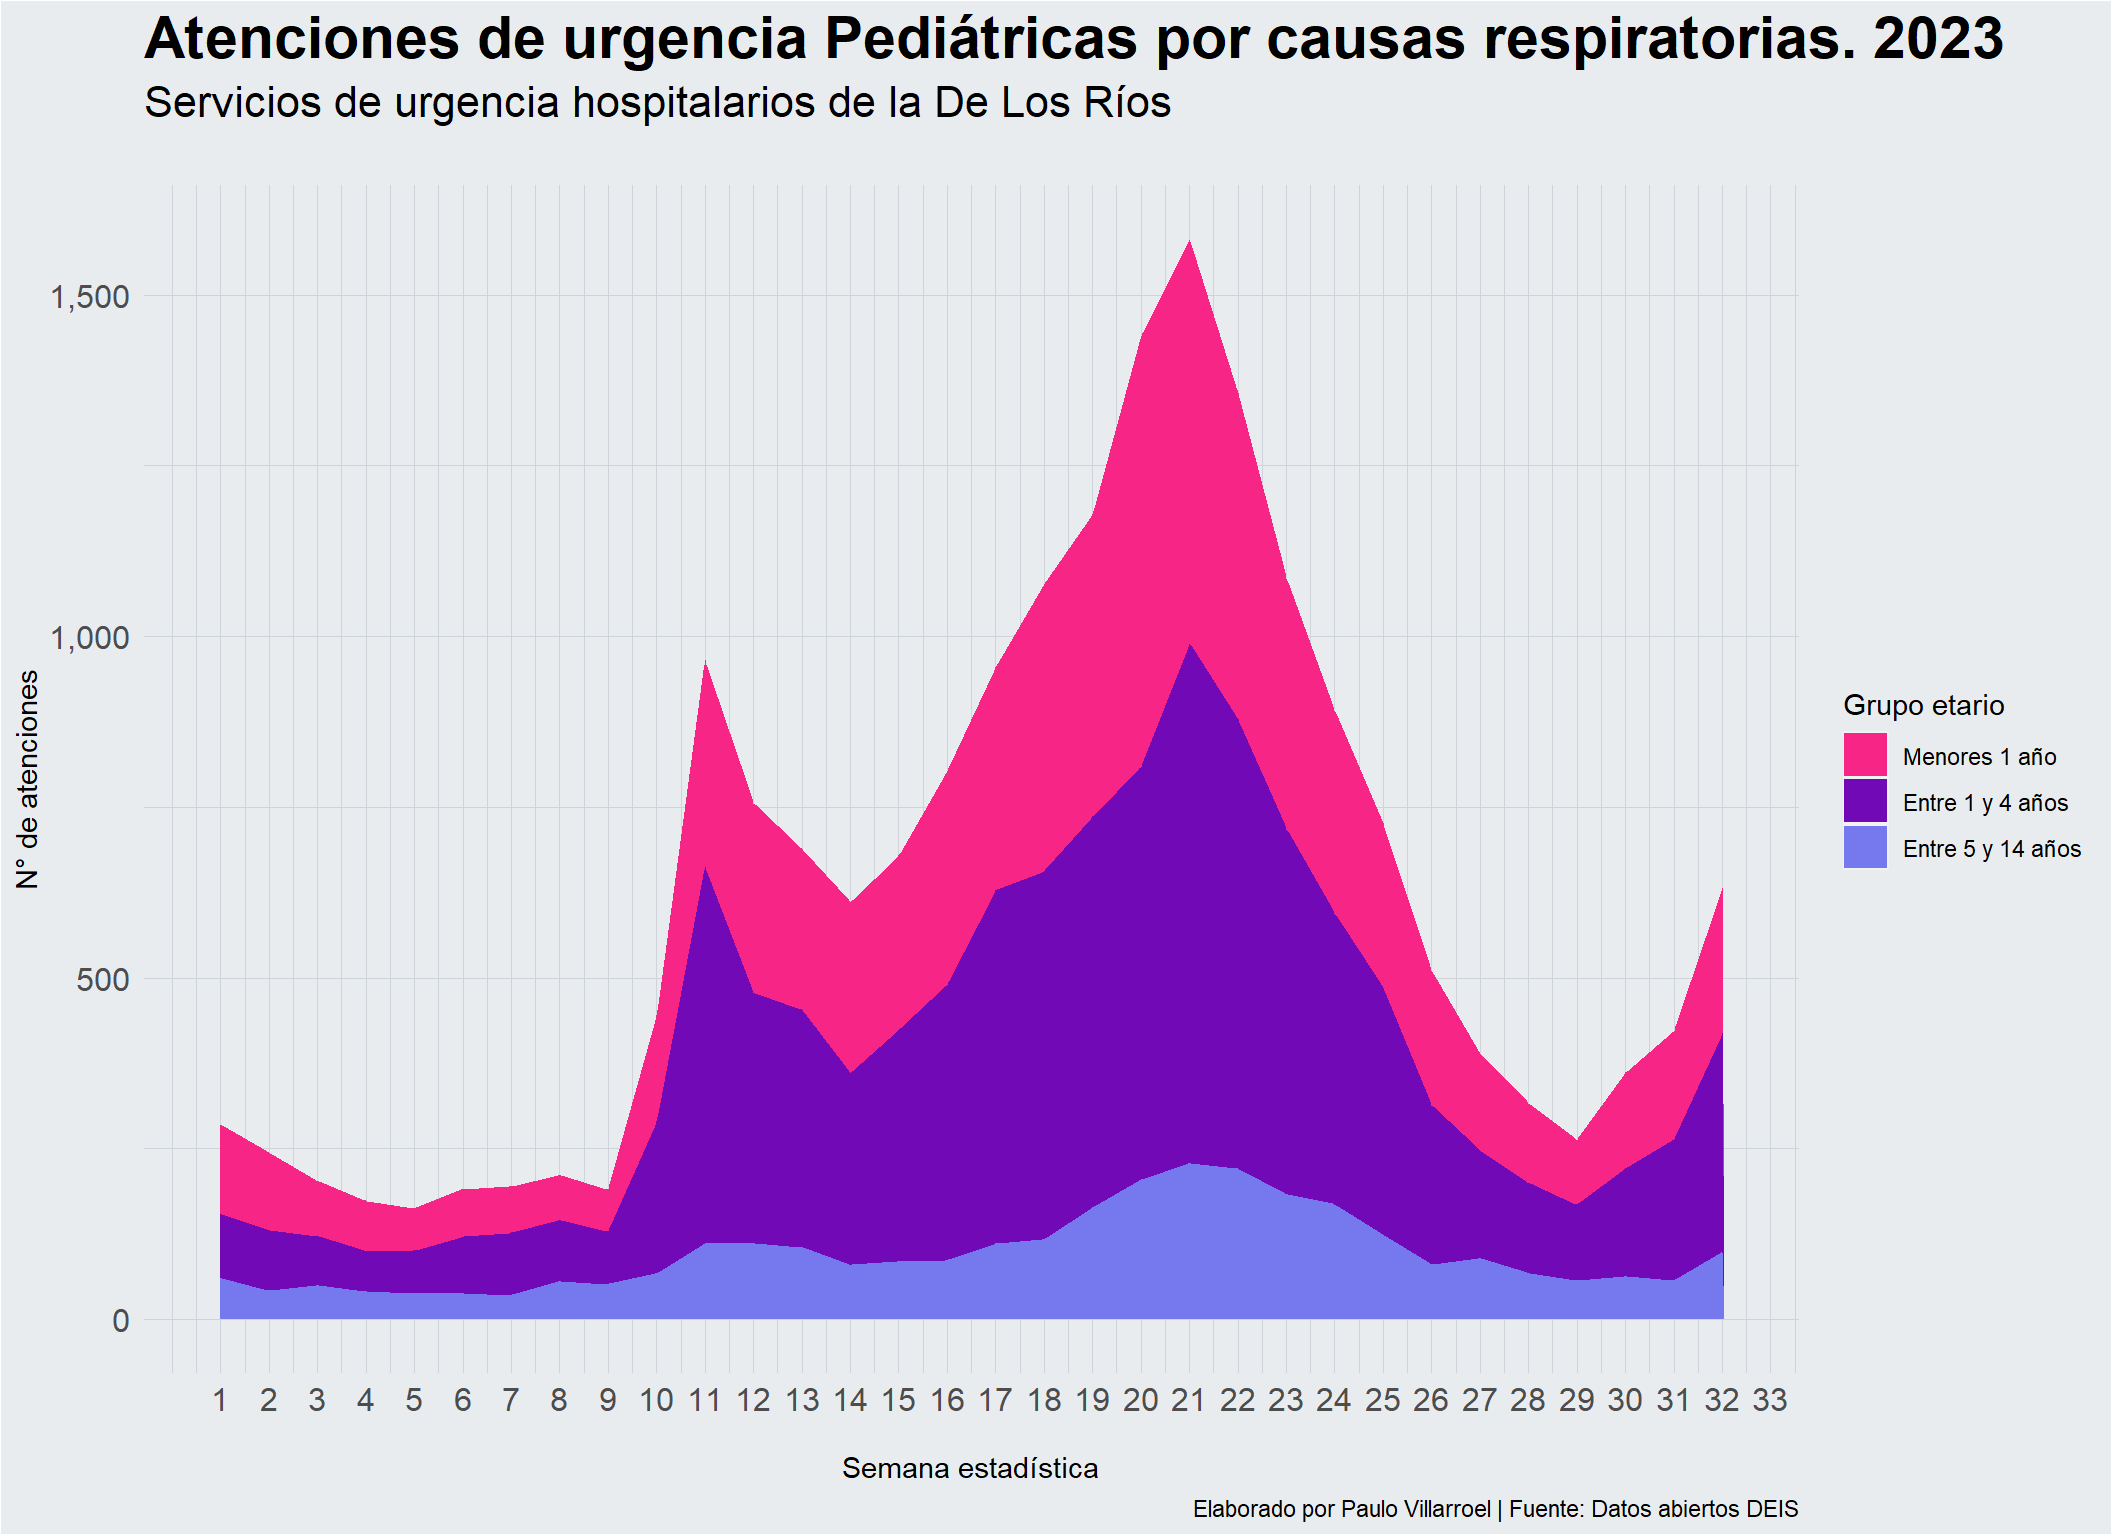 Atenciones de urgencia Pediátricas por causas respiratorias. 2023
Servicios de urgencia hospitalarios de la De Los Ríos
N° de atenciones
1,500
1,000
500
0
1 2 3 4 5 6 7 8 9 10 11 12 13 14 15 16 17 18 19 20 21 22 23 24 25 26 27 28 29 30 31 32 33
Semana estadística
Grupo etario
Menores 1 año
Entre 1 y 4 años
Entre 5 y 14 años
Elaborado por Paulo Villarroel | Fuente: Datos abiertos DEIS